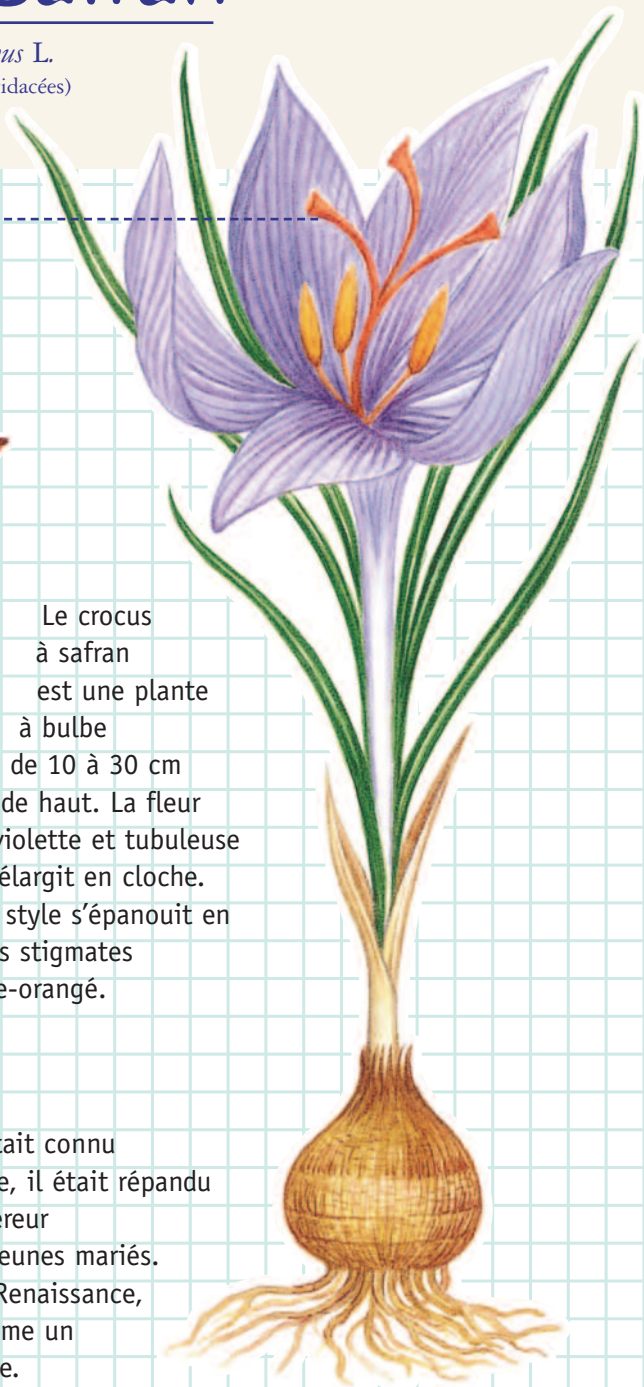 Safran
us L.
idacées)
Le crocus
à safran
est une plante
à bulbe
de 10 à 30 cm
de haut. La fleur
violette et tubuleuse
élargit en cloche.
style s’épanouit en
s stigmates
e-orangé.
tait connu
e, il était répandu
ereur
eunes mariés.
Renaissance,
me un
e.